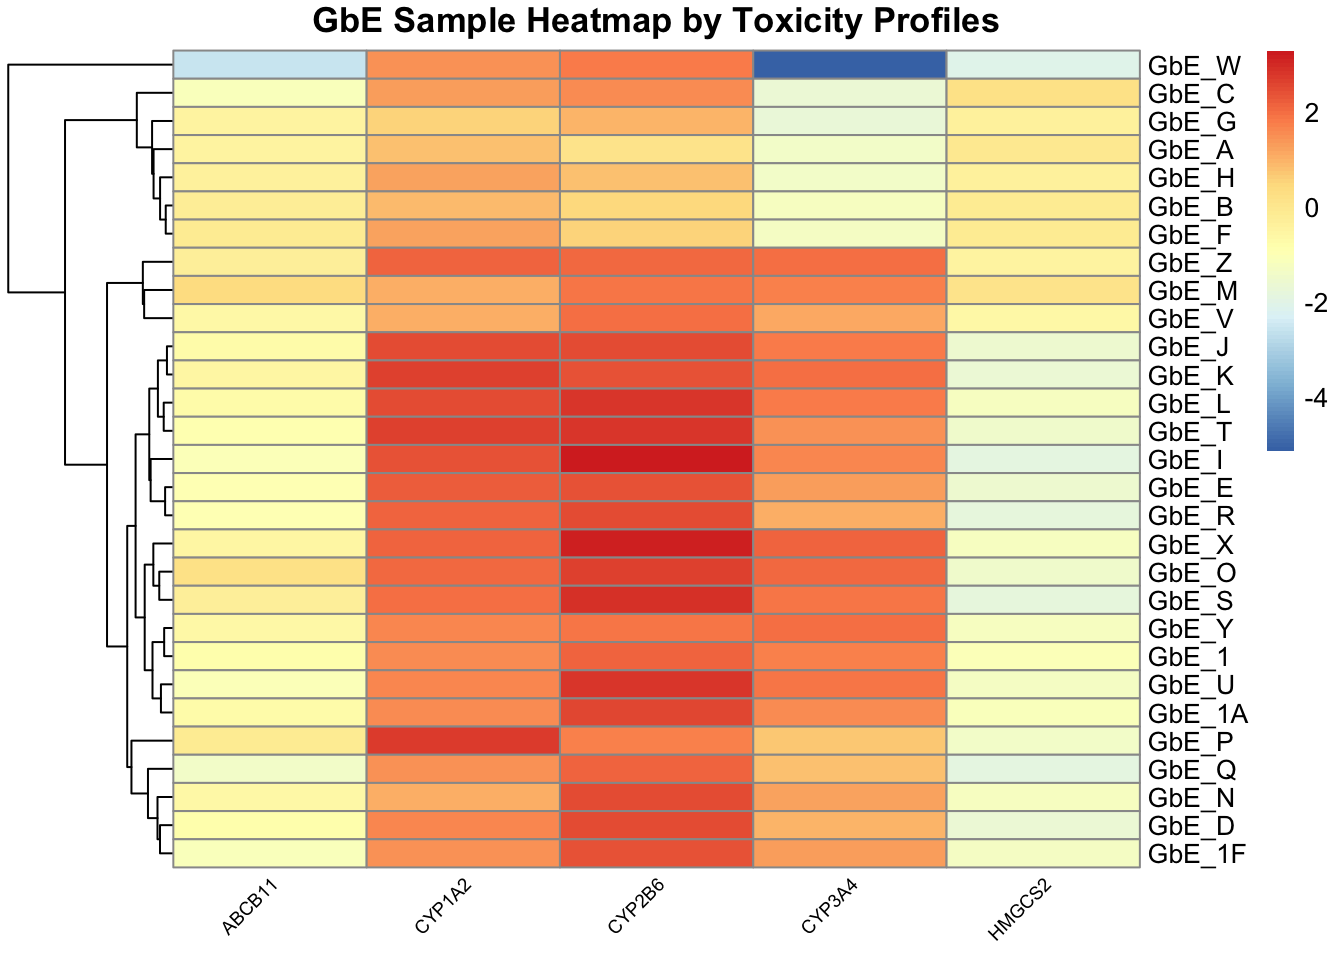 GbE Sample Heatmap by Toxicity Profiles
GbE_W
GbE_C
GbE_G
GbE_A
GbE_H
GbE_B
GbE_F
GbE_Z
GbE_M
GbE_V
GbE_J
GbE_K
GbE_L
GbE_T
GbE_I
GbE_E
GbE_R
GbE_X
GbE_O
GbE_S
GbE_Y
GbE_1
GbE_U
GbE_1A
GbE_P
GbE_Q
GbE_N
GbE_D
GbE_1F
2
0
-2
-4
ABCB11
CYP1A2
CYP2B6
CYP3A4
HMGCS2